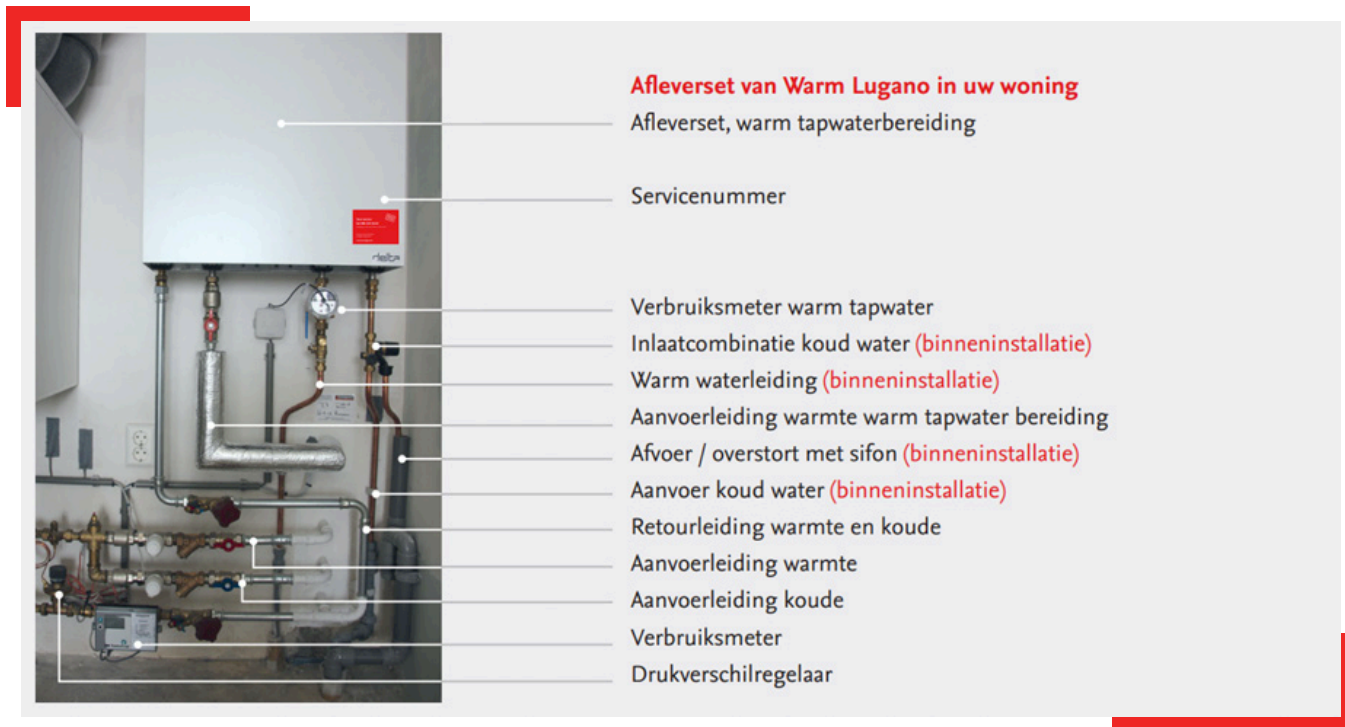 Afleverset van Warm Lugano in uw woning
Afleverset, warm tapwaterbereiding
Servicenummer
Verbruiksmeter warm tapwater
Inlaatcombinatie koud water (binneninstallatie)
Warm waterleiding (binneninstallatie)
Aanvoerleiding warmte warm tapwater bereiding
Afvoer / overstort met sifon (binneninstallatie)
Aanvoer koud water (binneninstallatie)
Retourleiding warmte en koude
Aanvoerleiding warmte
Aanvoerleiding koude
Verbruiksmeter
Drukverschilregelaar